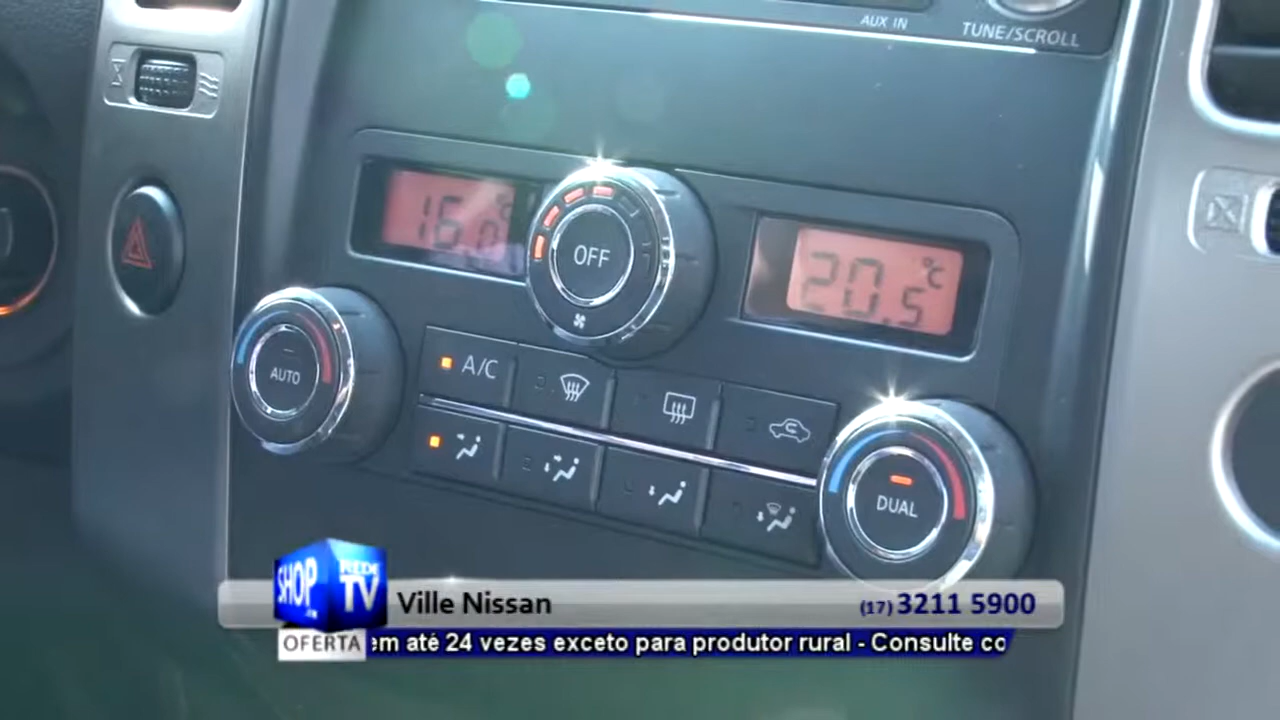 AUX IN
TUNE/SCROLL
16.0°
OFF
20.5°C
AUTO
A/C
DUAL
SHOP
REDE
TV
Ville Nissan
(17) 3211 5900
OFERTA
em até 24 vezes exceto para produtor rural - Consulte co